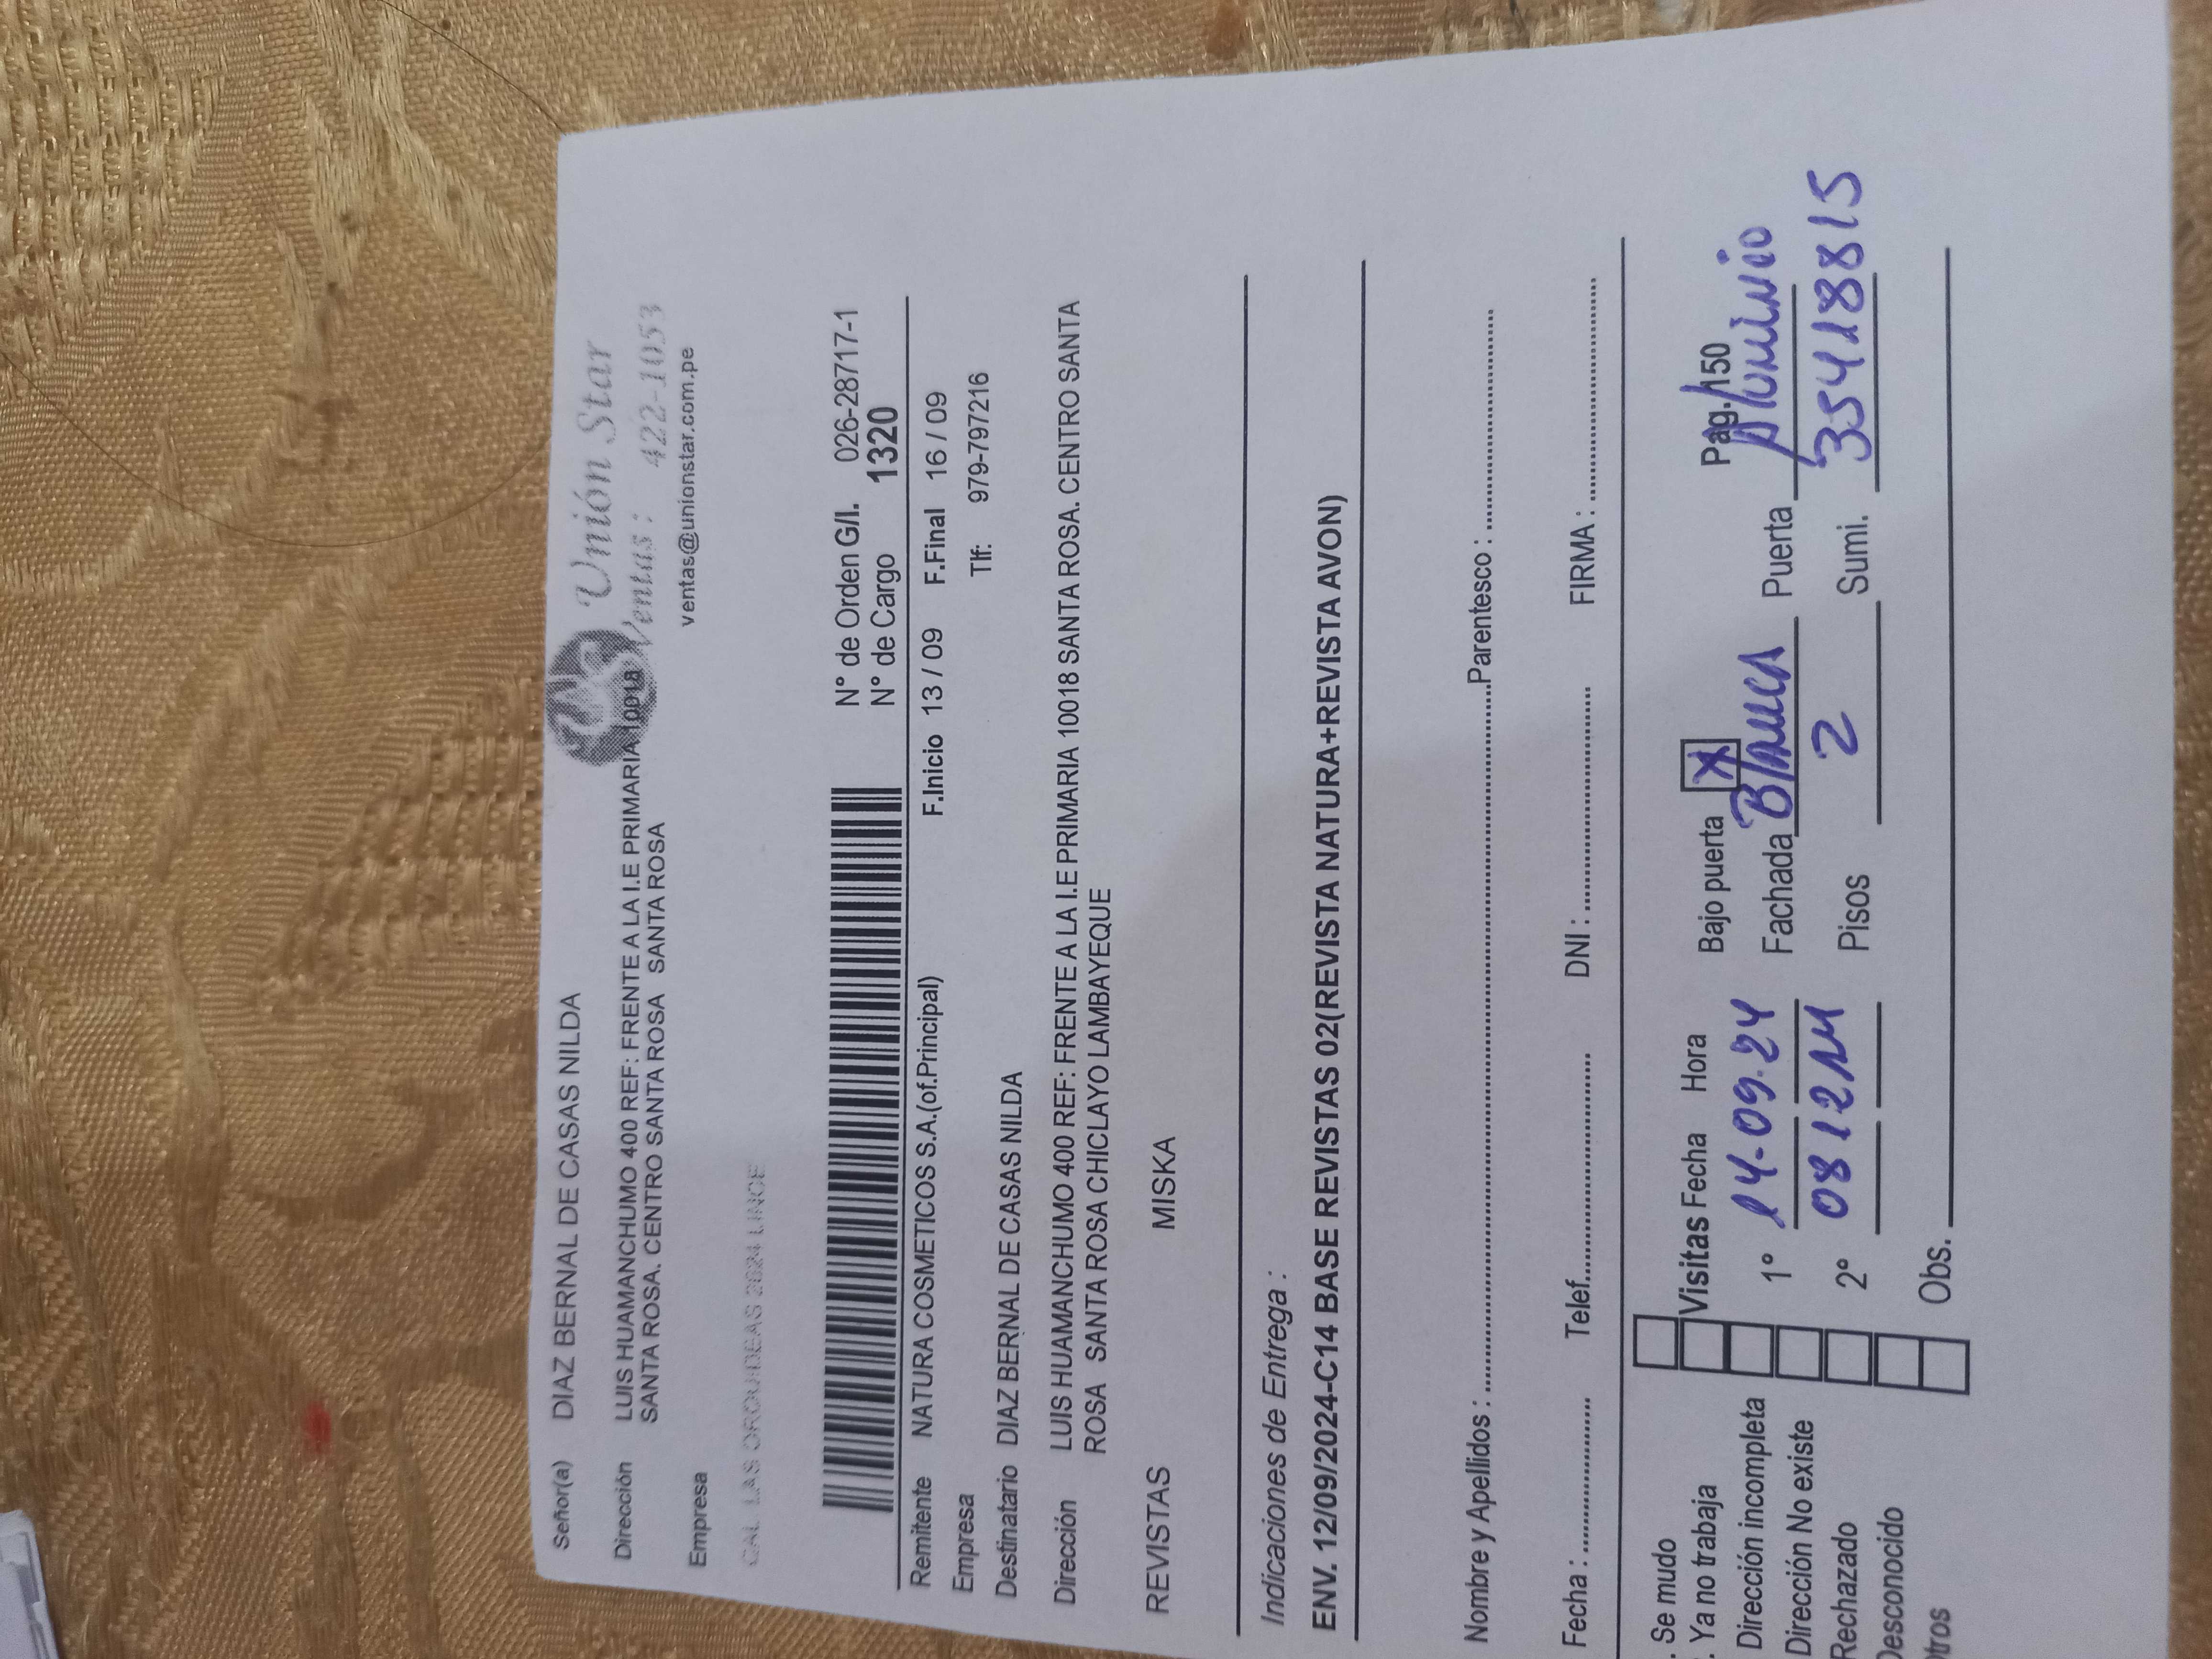 Señor(a) DIAZ BERNAL DE CASAS NILDA
Unión Star
Dirección LUIS HUAMANCHUMO 400 REF: FRENTE A LA I.E PRIMARIA 10018
SANTA ROSA. CENTRO SANTA ROSA SANTA ROSA
Ventas : 422-1053
ventas@unionstar.com.pe
Empresa
CAL. LAS ORQUIDEAS 2624 LINCE
N° de Orden G/I. 026-28717-1
N° de Cargo 1320
Remitente NATURA COSMETICOS S.A.(of.Principal) F.Inicio 13 / 09 F.Final 16 / 09
Empresa Tlf: 979-797216
Destinatario DIAZ BERNAL DE CASAS NILDA
Dirección LUIS HUAMANCHUMO 400 REF: FRENTE A LA I.E PRIMARIA 10018 SANTA ROSA. CENTRO SANTA
ROSA SANTA ROSA CHICLAYO LAMBAYEQUE
REVISTAS MISKA
Indicaciones de Entrega :
ENV. 12/09/2024-C14 BASE REVISTAS 02(REVISTA NATURA+REVISTA AVON)
Nombre y Apellidos : Parentesco :
Fecha : Telef. DNI : FIRMA :
. Se mudo
. Ya no trabaja
Dirección incompleta
Dirección No existe
Rechazado
Desconocido
Otros
Visitas Fecha Hora Bajo puerta X Pag./150
1° 14-09-24 Fachada Blanca Puerta Aluminio
2° 08 12 M Pisos 2 Sumi. 35418815
Obs.